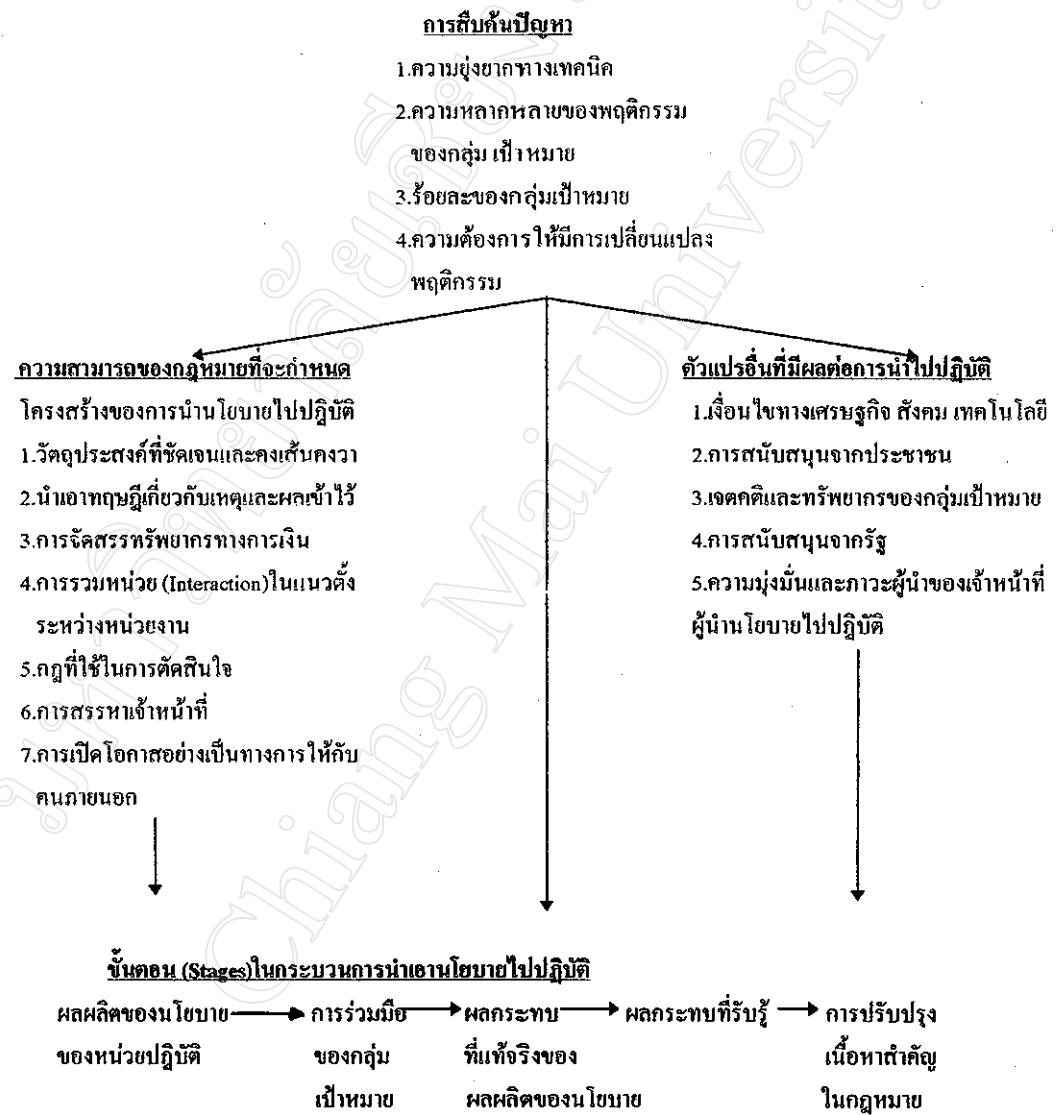 การสืบค้นปัญหา
1.ความยุ่งยากทางเทคนิค
2.ความหลากหลายของพฤติกรรม
ของกลุ่ม เป้าหมาย
3.ร้อยละของกลุ่มเป้าหมาย
4.ความต้องการให้มีการเปลี่ยนแปลง
พฤติกรรม
ความสามารถของกฎหมายที่จะกำหนด
โครงสร้างของการนำนโยบายไปปฏิบัติ
1.วัตถุประสงค์ที่ชัดเจนและคงเส้นคงวา
2.นำเอาทฤษฎีเกี่ยวกับเหตุและผลเข้าไว้
3.การจัดสรรทรัพยากรทางการเงิน
4.การรวมหน่วย (Interaction)ในแนวตั้ง
ระหว่างหน่วยงาน
5.กฎที่ใช้ในการตัดสินใจ
6.การสรรหาเจ้าหน้าที่
7.การเปิดโอกาสอย่างเป็นทางการให้กับ
คนภายนอก
ตัวแปรอื่นที่มีผลต่อการนำไปปฏิบัติ
1.เงื่อนไขทางเศรษฐกิจ สังคม เทคโนโลยี
2.การสนับสนุนจากประชาชน
3.เจตคติและทรัพยากรของกลุ่มเป้าหมาย
4.การสนับสนุนจากรัฐ
5.ความมุ่งมั่นและภาวะผู้นำของเจ้าหน้าที่
ผู้นำนโยบายไปปฏิบัติ
ขั้นตอน (Stages)ในกระบวนการนำเอานโยบายไปปฏิบัติ
ผลผลิตของนโยบาย
ของหน่วยปฏิบัติ
การร่วมมือ
ของกลุ่ม
เป้าหมาย
ผลกระทบ
ที่แท้จริงของ
ผลผลิตของนโยบาย
ผลกระทบที่รับรู้
การปรับปรุง
เนื้อหาสำคัญ
ในกฎหมาย
Chiang Mai University